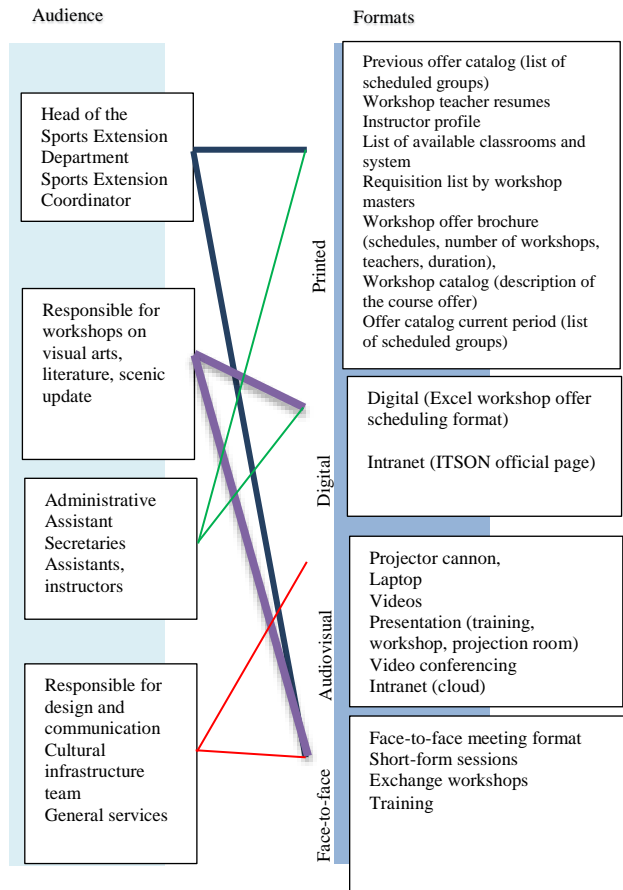 Audience
Formats
Head of the
Sports Extension
Department
Sports Extension
Coordinator
Responsible for
workshops on
visual arts,
literature, scenic
update
Administrative
Assistant
Secretaries
Assistants,
instructors
Responsible for
design and
communication
Cultural
infrastructure
team
General services
Printed
Previous offer catalog (list of
scheduled groups)
Workshop teacher resumes
Instructor profile
List of available classrooms and
system
Requisition list by workshop
masters
Workshop offer brochure
(schedules, number of workshops,
teachers, duration),
Workshop catalog (description of
the course offer)
Offer catalog current period (list
of scheduled groups)
Digital
Digital (Excel workshop offer
scheduling format)
Intranet (ITSON official page)
Audiovisual
Projector cannon,
Laptop
Videos
Presentation (training,
workshop, projection room)
Video conferencing
Intranet (cloud)
Face-to-face
Face-to-face meeting format
Short-form sessions
Exchange workshops
Training